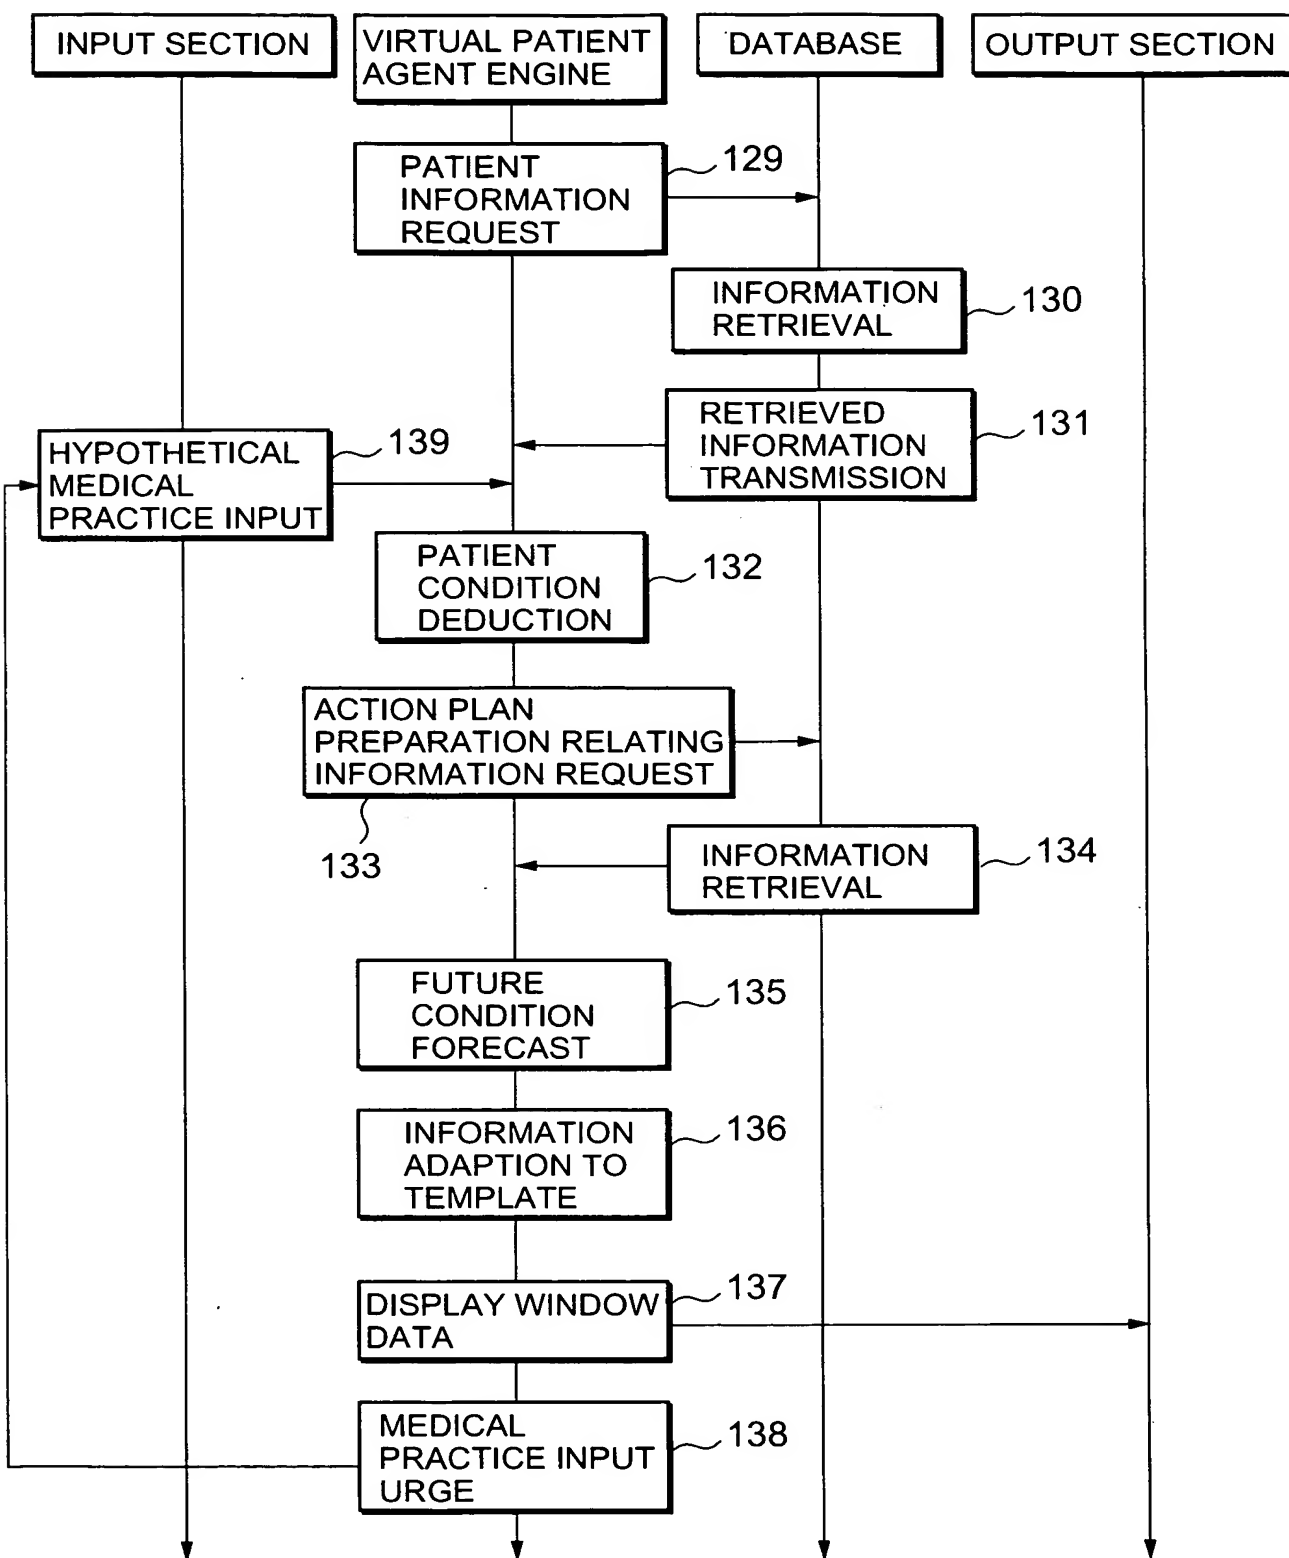 INPUT SECTION
VIRTUAL PATIENT
AGENT ENGINE
DATABASE
OUTPUT SECTION
PATIENT
INFORMATION
REQUEST
129
INFORMATION
RETRIEVAL
130
RETRIEVED
INFORMATION
TRANSMISSION
131
HYPOTHETICAL
MEDICAL
PRACTICE INPUT
139
PATIENT
CONDITION
DEDUCTION
132
ACTION PLAN
PREPARATION RELATING
INFORMATION REQUEST
133
INFORMATION
RETRIEVAL
134
FUTURE
CONDITION
FORECAST
135
INFORMATION
ADAPTION TO
TEMPLATE
136
DISPLAY WINDOW
DATA
137
MEDICAL
PRACTICE INPUT
URGE
138